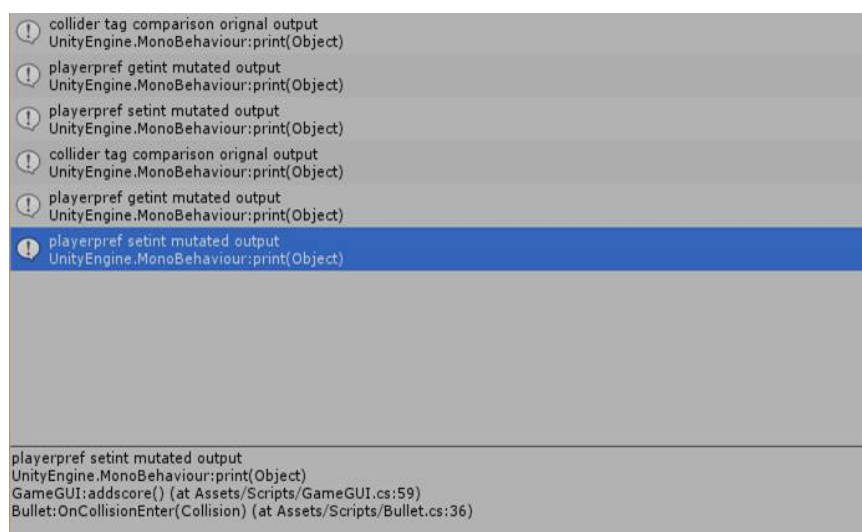 collider tag comparison orignal output
UnityEngine.MonoBehaviour:print(Object)
playerpref getint mutated output
UnityEngine.MonoBehaviour:print(Object)
playerpref setint mutated output
UnityEngine.MonoBehaviour:print(Object)
collider tag comparison orignal output
UnityEngine.MonoBehaviour:print(Object)
playerpref getint mutated output
UnityEngine.MonoBehaviour:print(Object)
playerpref setint mutated output
UnityEngine.MonoBehaviour:print(Object)
playerpref setint mutated output
UnityEngine.MonoBehaviour:print(Object)
GameGUI:addscore() (at Assets/Scripts/GameGUI.cs:59)
Bullet:OnCollisionEnter(Collision) (at Assets/Scripts/Bullet.cs:36)